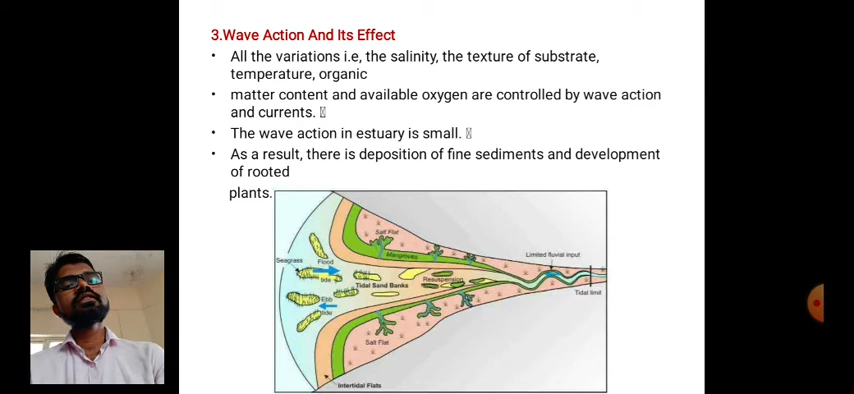 3.Wave Action And Its Effect
• All the variations i.e, the salinity, the texture of substrate,
temperature, organic
• matter content and available oxygen are controlled by wave action
and currents.
• The wave action in estuary is small.
• As a result, there is deposition of fine sediments and development
of rooted
plants.
Salt Flat
Mangroves
Limited fluvial input
Seagrass
Flood
tide
Tidal Sand Banks
Resuspension
Tidal limit
Ebb
tide
Salt Flat
Intertidal Flats